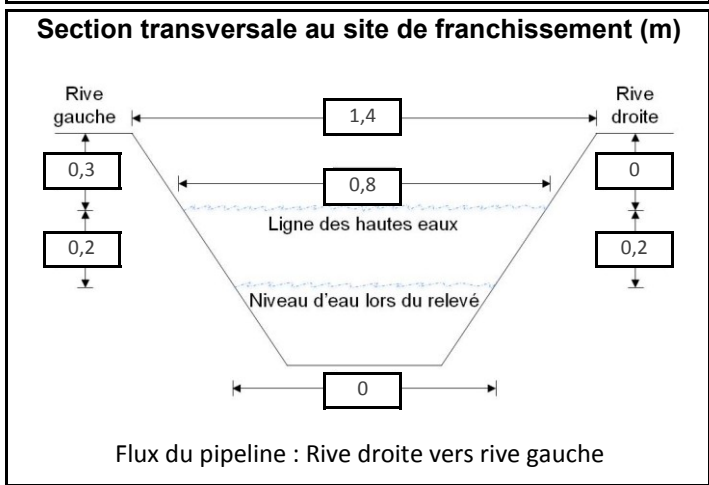 Section transversale au site de franchissement (m)
Rive gauche
Rive droite
1,4
0,3
0
0,8
Ligne des hautes eaux
0,2
0,2
Niveau d'eau lors du relevé
0
Flux du pipeline : Rive droite vers rive gauche